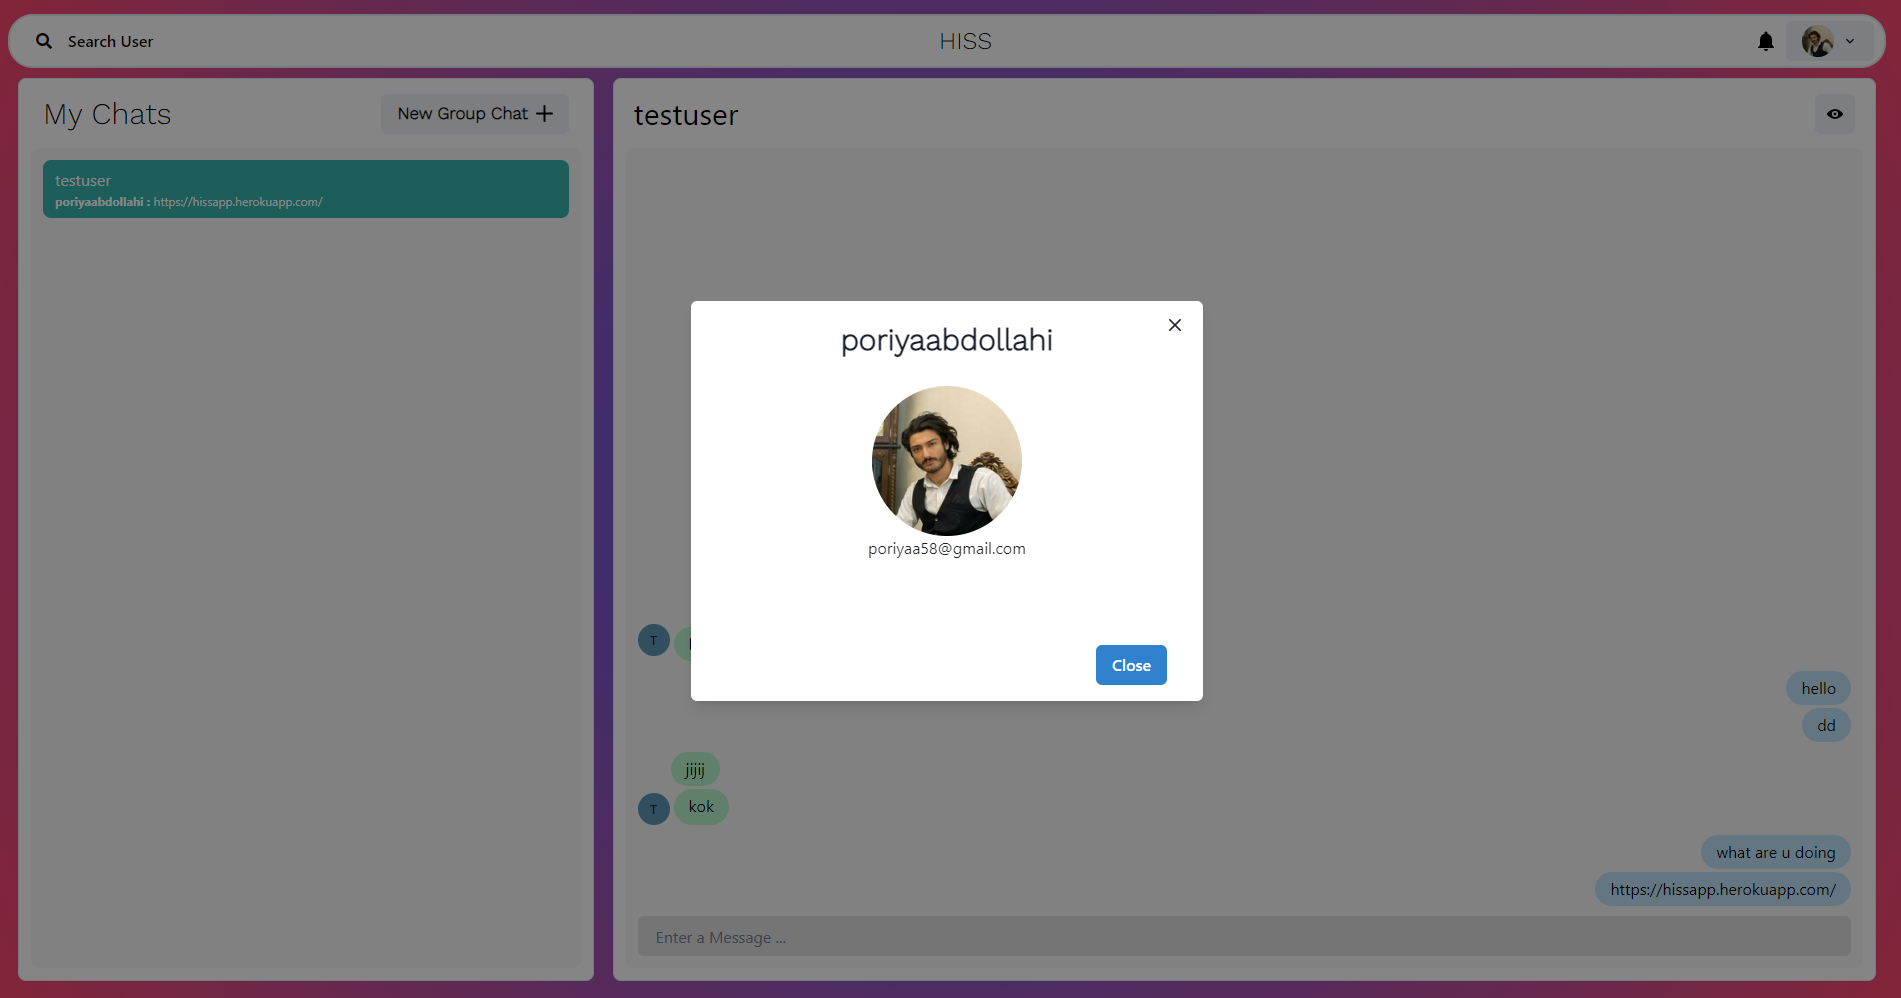 Search User
HISS
My Chats
New Group Chat
testuser
testuser
poriyaabdollahi : https://hissapp.herokuapp.com/
poriyaabdollahi
poriyaa58@gmail.com
T
Close
hello
dd
jijij
T
kok
what are u doing
https://hissapp.herokuapp.com/
Enter a Message ...